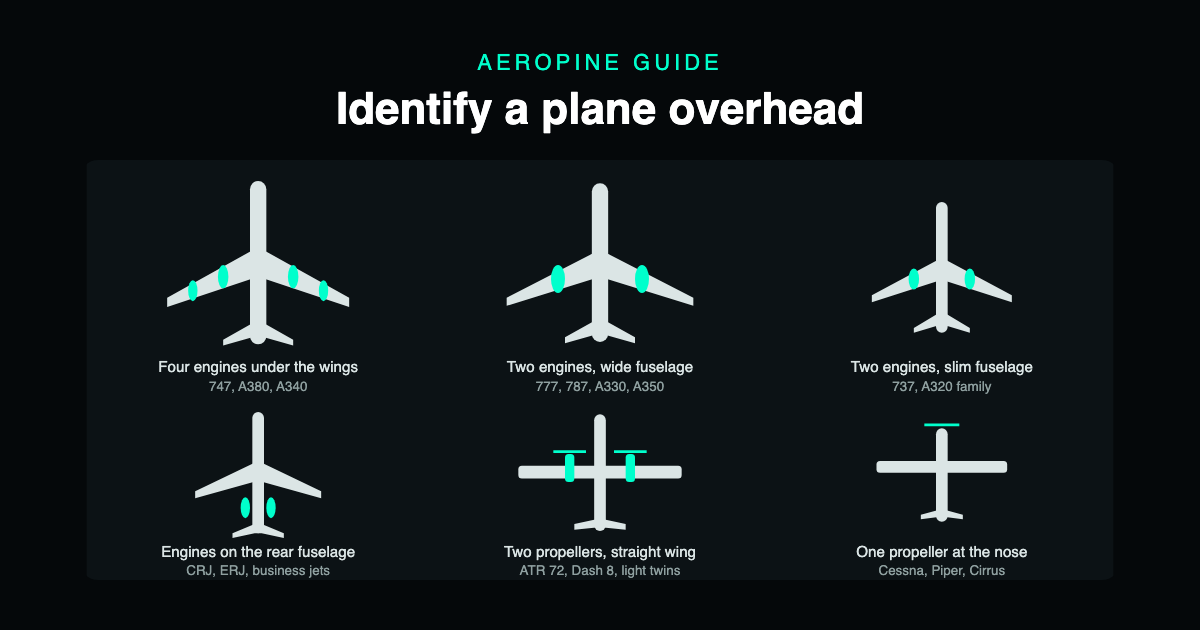 AEROPINE GUIDE
Identify a plane overhead
Four engines under the wings
747, A380, A340
Two engines, wide fuselage
777, 787, A330, A350
Two engines, slim fuselage
737, A320 family
Engines on the rear fuselage
CRJ, ERJ, business jets
Two propellers, straight wing
ATR 72, Dash 8, light twins
One propeller at the nose
Cessna, Piper, Cirrus